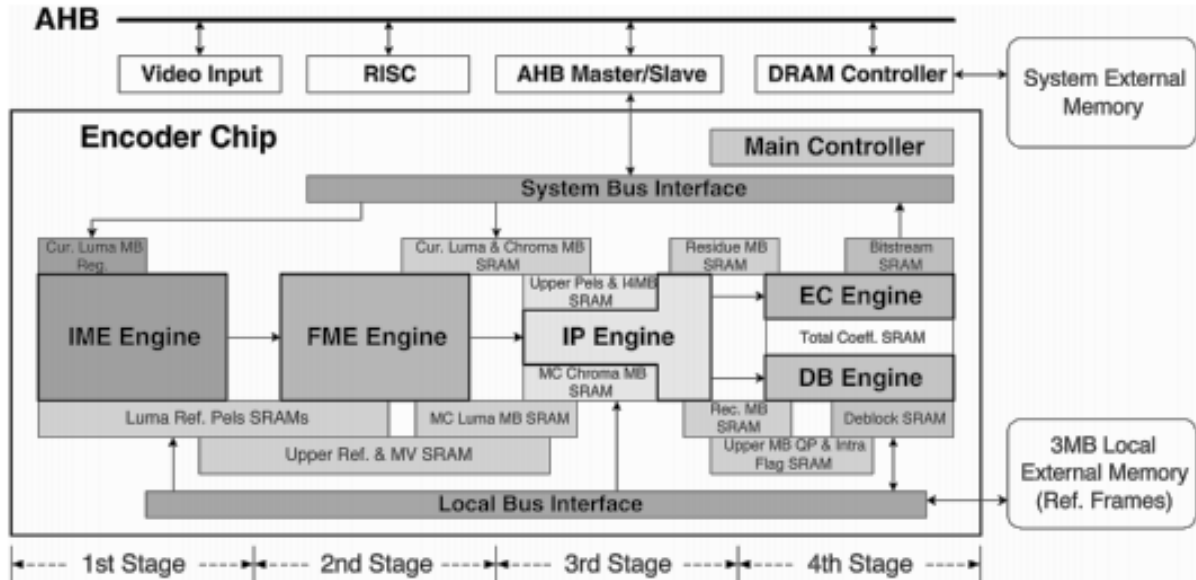 AHB
Video Input
RISC
AHB Master/Slave
DRAM Controller
System External
Memory
Encoder Chip
Main Controller
System Bus Interface
Cur. Luma MB
Reg.
Cur. Luma & Chroma MB
SRAM
Residue MB
SRAM
Bitstream
SRAM
Upper Pels & I4MB
SRAM
IME Engine
FME Engine
IP Engine
EC Engine
Total Coeff. SRAM
DB Engine
MC Chroma MB
SRAM
Luma Ref. Pels SRAMs
MC Luma MB SRAM
Rec. MB
SRAM
Deblock SRAM
Upper Ref. & MV SRAM
Upper MB QP & Intra
Flag SRAM
Local Bus Interface
3MB Local
External Memory
(Ref. Frames)
1st Stage
2nd Stage
3rd Stage
4th Stage